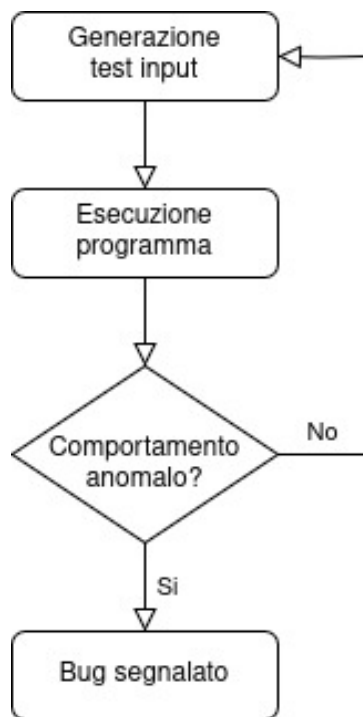 Generazione
test input
Esecuzione
programma
Comportamento
anomalo?
No
Si
Bug segnalato